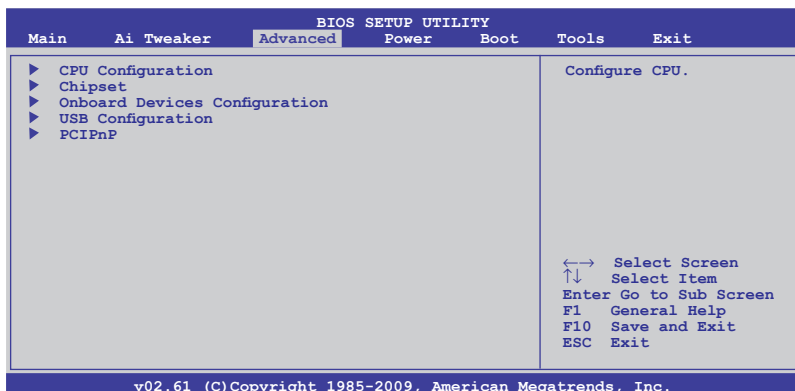 BIOS SETUP UTILITY
Main Ai Tweaker Advanced Power Boot Tools Exit
CPU Configuration
Chipset
Onboard Devices Configuration
USB Configuration
PCIPnP
Configure CPU.
←→ Select Screen
↑↓ Select Item
Enter Go to Sub Screen
F1 General Help
F10 Save and Exit
ESC Exit
v02.61 (C)Copyright 1985-2009, American Megatrends, Inc.